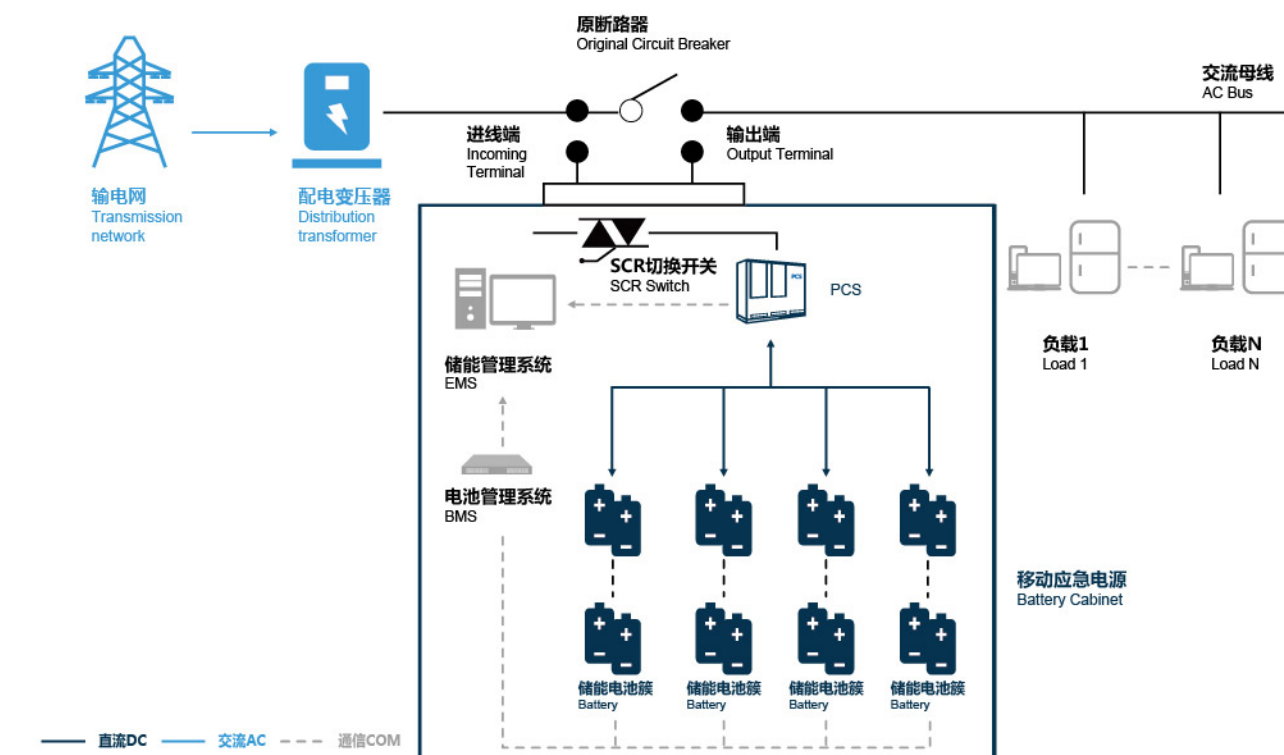 原断路器
Original Circuit Breaker
交流母线
AC Bus
进线端
Incoming
Terminal
输出端
Output Terminal
输电网
Transmission
network
配电变压器
Distribution
transformer
SCR切换开关
SCR Switch
PCS
PCS
储能管理系统
EMS
负载1
Load 1
负载N
Load N
电池管理系统
BMS
移动应急电源
Battery Cabinet
储能电池簇
Battery
储能电池簇
Battery
储能电池簇
Battery
储能电池簇
Battery
直流DC
交流AC
通信COM